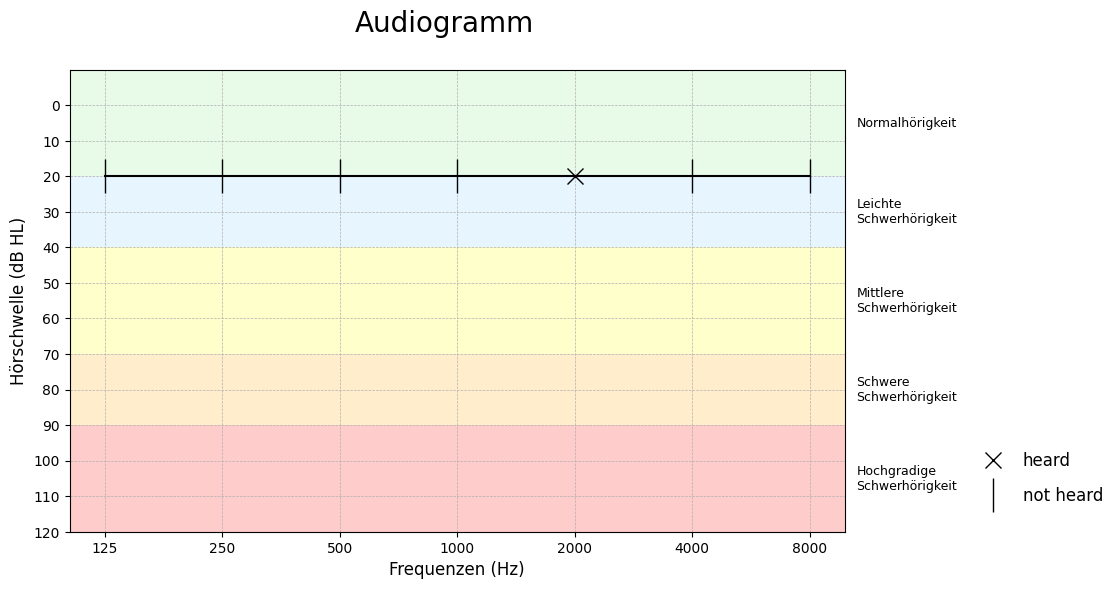 Audiogramm
Hörschwelle (dB HL)
0
10
20
30
40
50
60
70
80
90
100
110
120
125 250 500 1000 2000 4000 8000
Frequenzen (Hz)
Normalhörigkeit
Leichte
Schwerhörigkeit
Mittlere
Schwerhörigkeit
Schwere
Schwerhörigkeit
Hochgradige
Schwerhörigkeit
heard
not heard